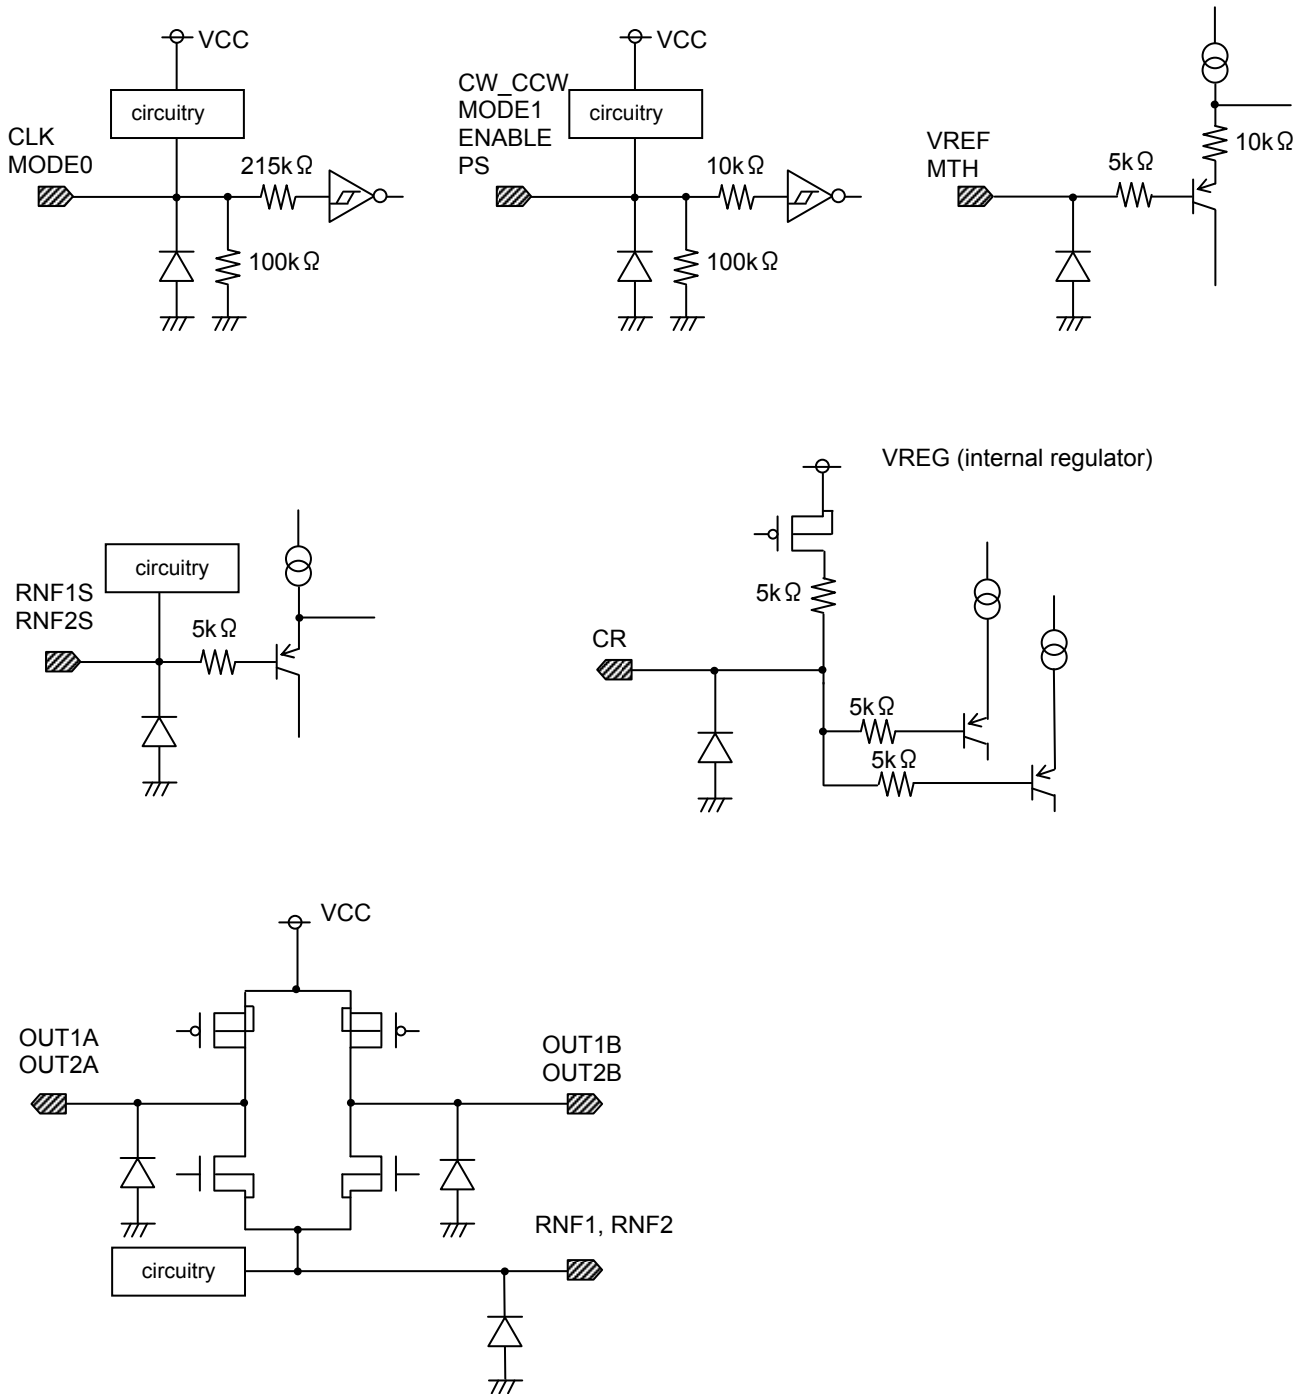 VCC
circuitry
CLK
MODE0
215kΩ
100kΩ
VCC
CW_CCW
MODE1
ENABLE
PS
circuitry
10kΩ
100kΩ
VREF
MTH
5kΩ
10kΩ
circuitry
RNF1S
RNF2S
5kΩ
VREG (internal regulator)
5kΩ
CR
5kΩ
5kΩ
VCC
OUT1A
OUT2A
OUT1B
OUT2B
RNF1, RNF2
circuitry